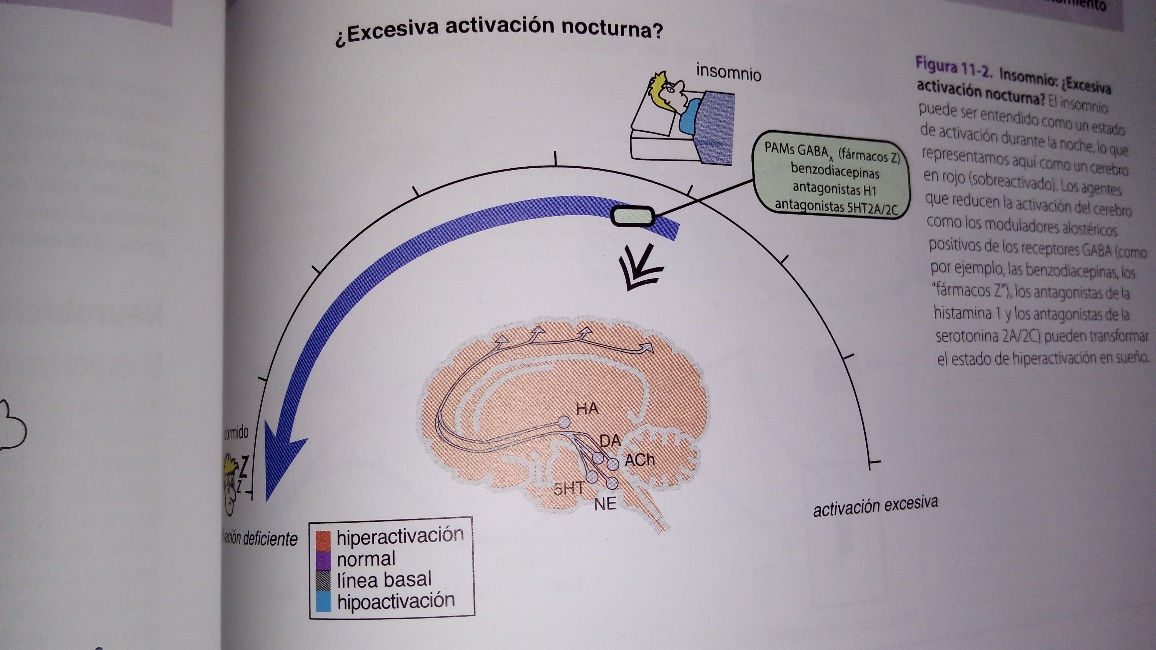 ¿Excesiva activación nocturna?
insomnio
PAMs GABAA (fármacos Z)
benzodiacepinas
antagonistas H1
antagonistas 5HT2A/2C
HA
DA
ACh
5HT
NE
Z
Z
deficiente
activación excesiva
hiperactivación
normal
línea basal
hipoactivación
Figura 11-2. Insomnio: ¿Excesiva
activación nocturna? El insomnio
puede ser entendido como un estado
de activación durante la noche, lo que
representamos aquí como un cerebro
en rojo (sobreactivado). Los agentes
que reducen la activación del cerebro
como los moduladores alostéricos
positivos de los receptores GABA (como
por ejemplo, las benzodiacepinas, los
"fármacos Z"), los antagonistas de la
histamina 1 y los antagonistas de la
serotonina 2A/2C) pueden transformar
el estado de hiperactivación en sueño.